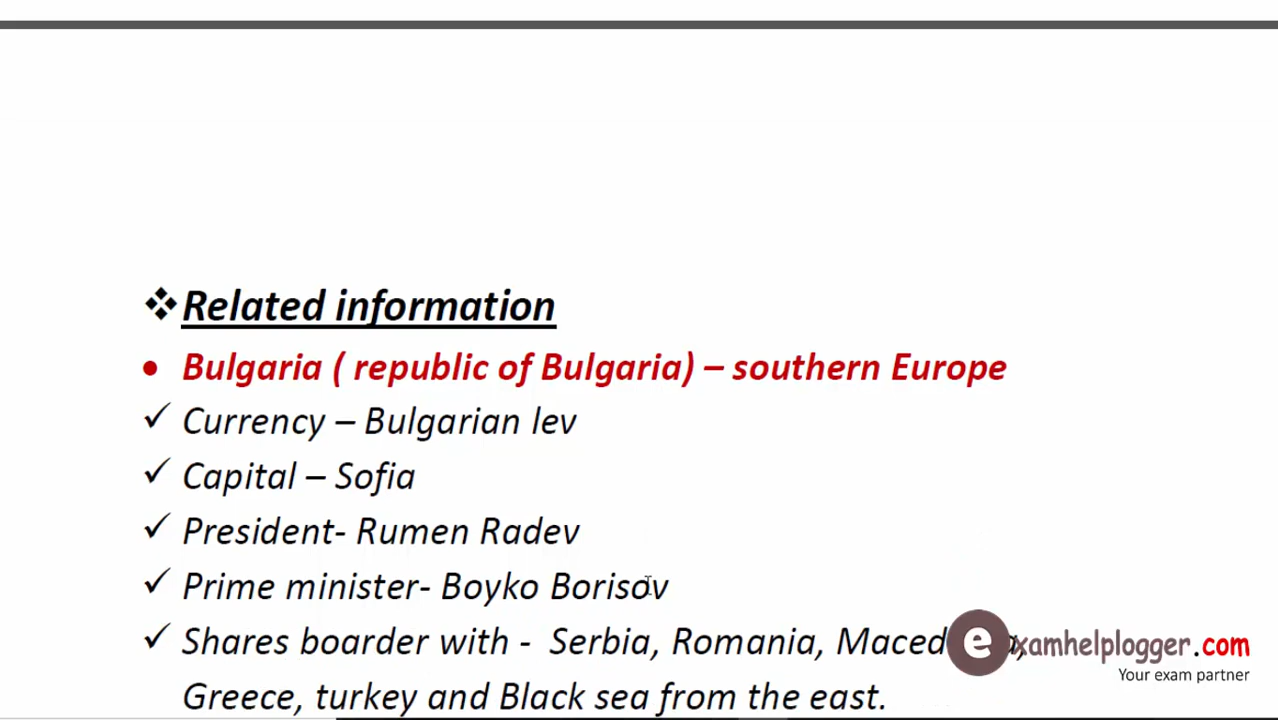 ❖Related information
• Bulgaria ( republic of Bulgaria) – southern Europe
✓ Currency – Bulgarian lev
✓ Capital – Sofia
✓ President- Rumen Radev
✓ Prime minister- Boyko Borisov
✓ Shares boarder with - Serbia, Romania,
Greece, turkey and Black sea from the east.
examhelplogger.com
Your exam partner